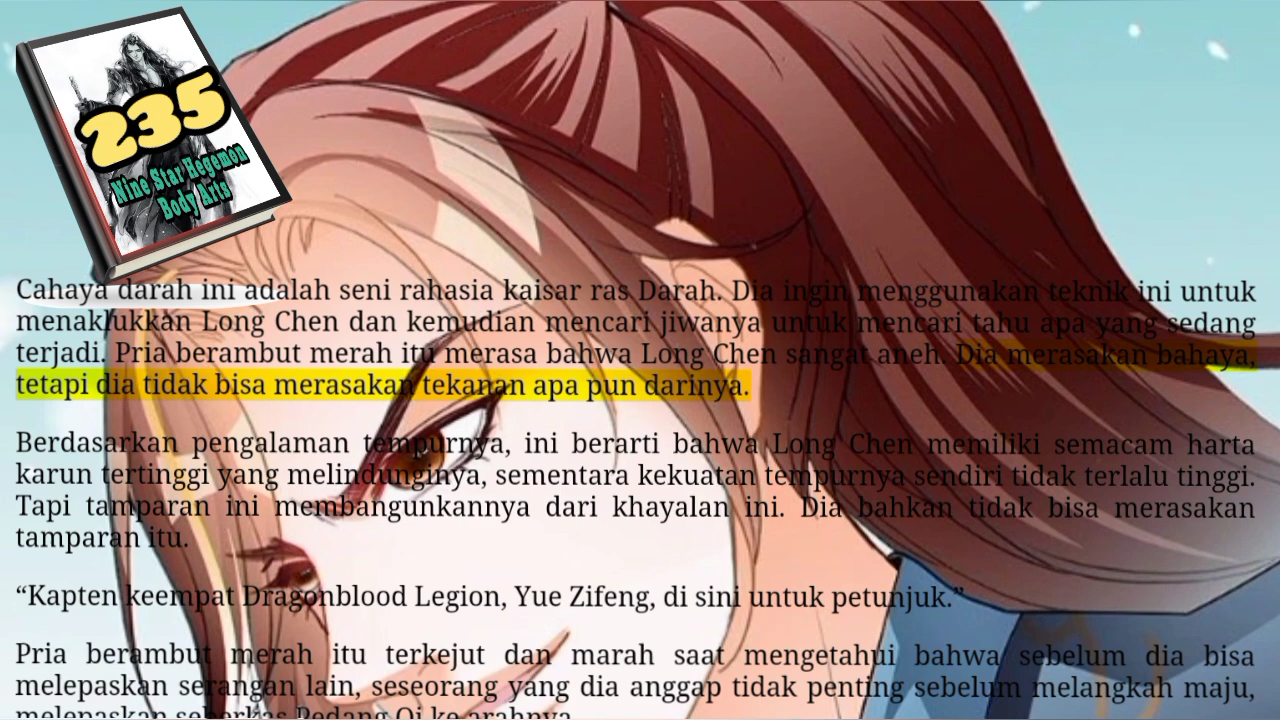 235
Nine Star Hegemon
Body Arts
Cahaya darah ini adalah seni rahasia kaisar ras Darah. Dia ingin menggunakan teknik ini untuk
menaklukkan Long Chen dan kemudian mencari jiwanya untuk mencari tahu apa yang sedang
terjadi. Pria berambut merah itu merasa bahwa Long Chen sangat aneh. Dia merasakan bahaya,
tetapi dia tidak bisa merasakan tekanan apa pun darinya.
Berdasarkan pengalaman tempurnya, ini berarti bahwa Long Chen memiliki semacam harta
karun tertinggi yang melindunginya, sementara kekuatan tempurnya sendiri tidak terlalu tinggi.
Tapi tamparan ini membangunkannya dari khayalan ini. Dia bahkan tidak bisa merasakan
tamparan itu.
“Kapten keempat Dragonblood Legion, Yue Zifeng, di sini untuk petunjuk.”
Pria berambut merah itu terkejut dan marah saat mengetahui bahwa sebelum dia bisa
melepaskan serangan lain, seseorang yang dia anggap tidak penting sebelum melangkah maju,
melepaskan seberkas Pedang Qi ke arahnya.